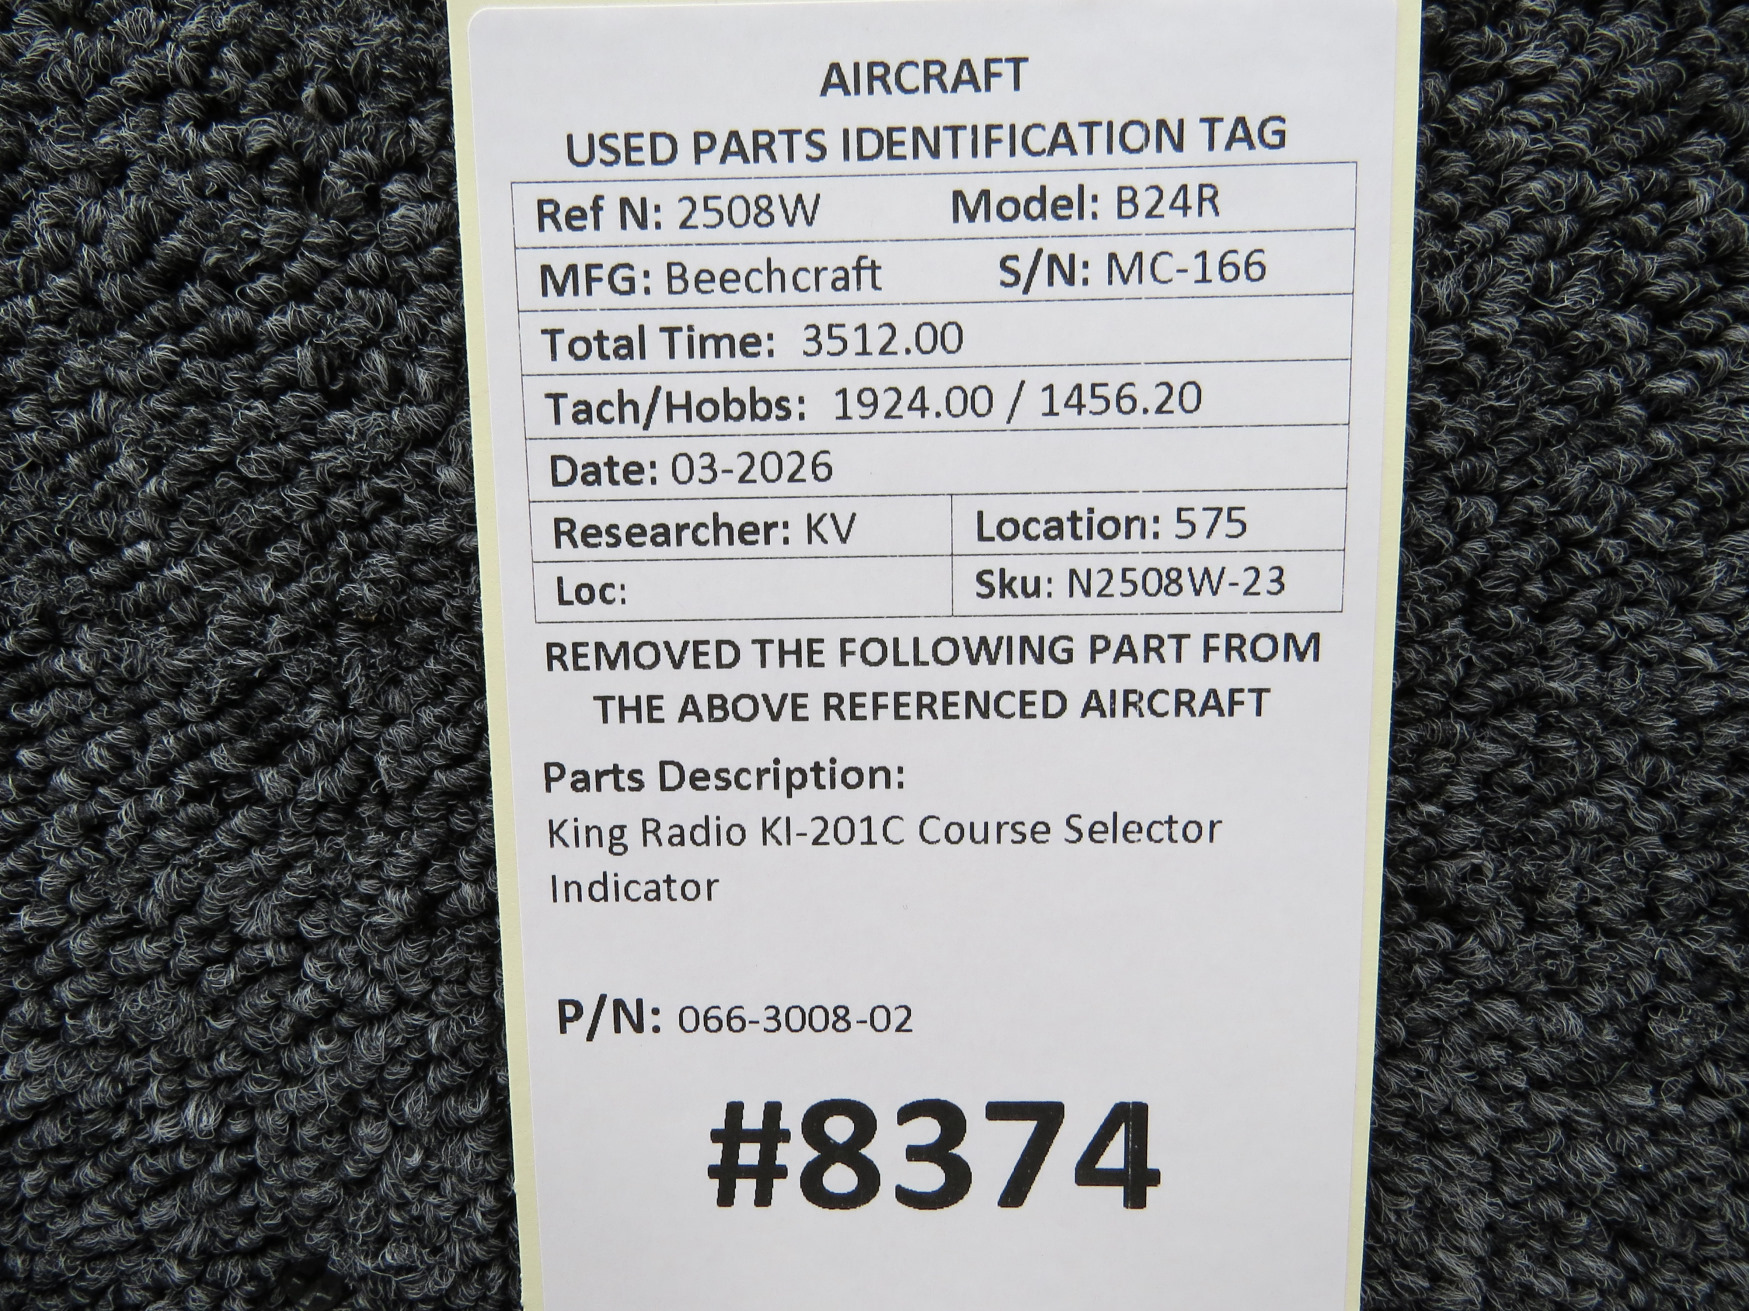 AIRCRAFT
USED PARTS IDENTIFICATION TAG
Ref N: 2508W Model: B24R
MFG: Beechcraft S/N: MC-166
Total Time: 3512.00
Tach/Hobbs: 1924.00 / 1456.20
Date: 03-2026
Researcher: KV Location: 575
Loc: Sku: N2508W-23
REMOVED THE FOLLOWING PART FROM
THE ABOVE REFERENCED AIRCRAFT
Parts Description:
King Radio KI-201C Course Selector
Indicator
P/N: 066-3008-02
#8374